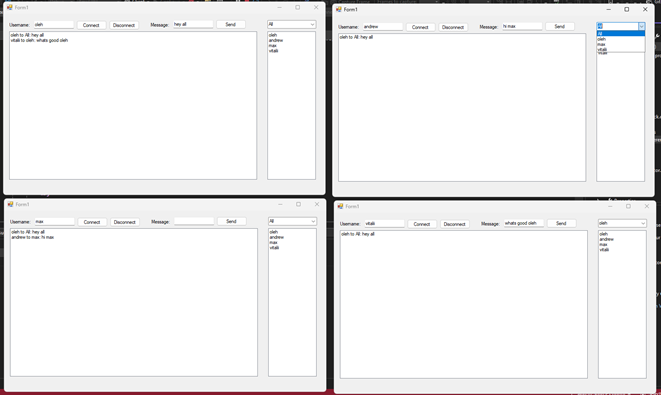 Form1
Username: oleh Connect Disconnect Message: hey all Send All
oleh to All: hey all
vitalii to oleh: whats good oleh
oleh
andrew
max
vitalii
Form1
Username: andrew Connect Disconnect Message: hi max Send All
oleh to All: hey all
All
oleh
max
vitalii
vitalii
Form1
Username: max Connect Disconnect Message: Send All
oleh to All: hey all
andrew to max: hi max
oleh
andrew
max
vitalii
Form1
Username: vitalii Connect Disconnect Message: whats good oleh Send oleh
oleh to All: hey all
oleh
andrew
max
vitalii